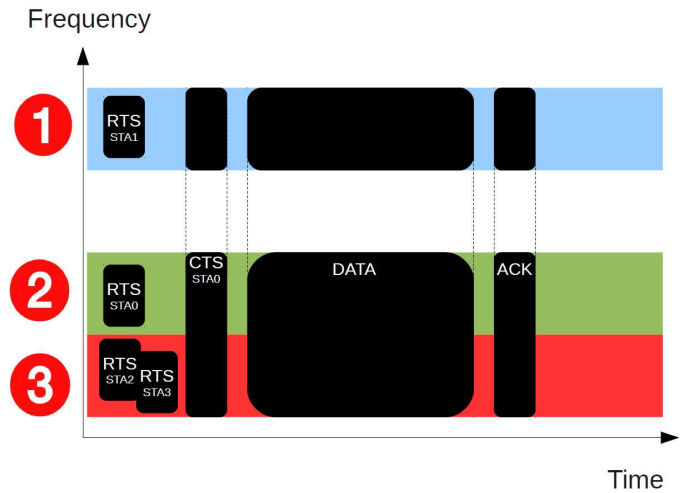 Frequency
1
RTS
STA1
2
RTS
STA0
CTS
STA0
DATA
ACK
3
RTS
STA2
RTS
STA3
Time